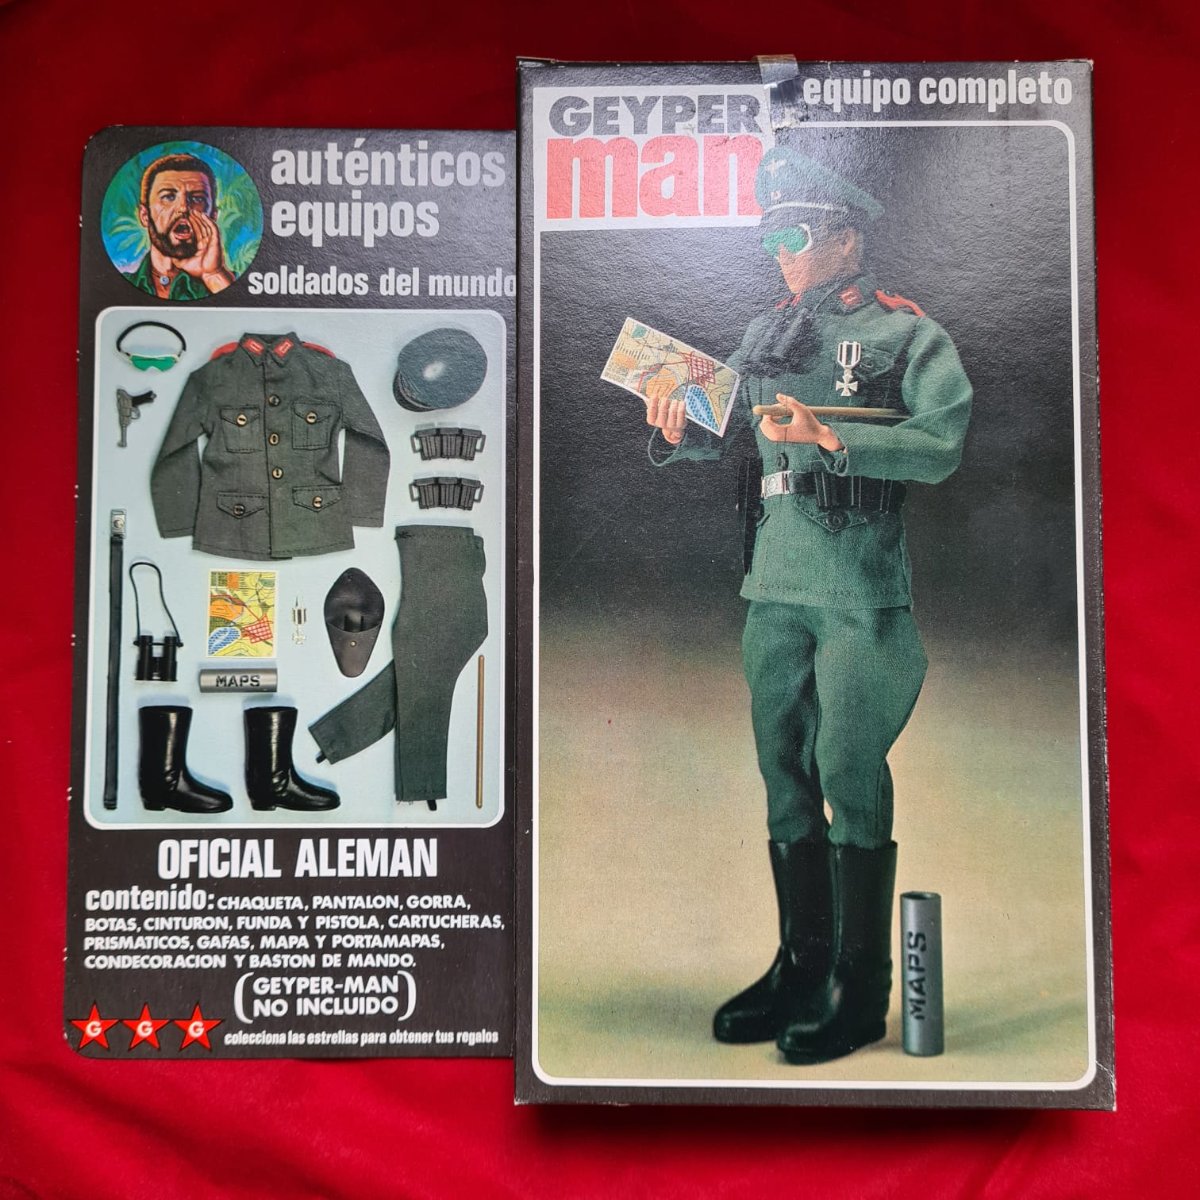 auténticos
equipos
soldados del mundo
MAPS
OFICIAL ALEMAN
contenido: CHAQUETA, PANTALON, GORRA,
BOTAS, CINTURON, FUNDA Y PISTOLA, CARTUCHERAS,
PRISMATICOS, GAFAS, MAPA Y PORTAMAPAS,
CONDECORACION Y BASTON DE MANDO.
(GEYPER-MAN
NO INCLUIDO)
G G G
colecciona las estrellas para obtener tus regalos
equipo completo
GEYPER
man
MAPS